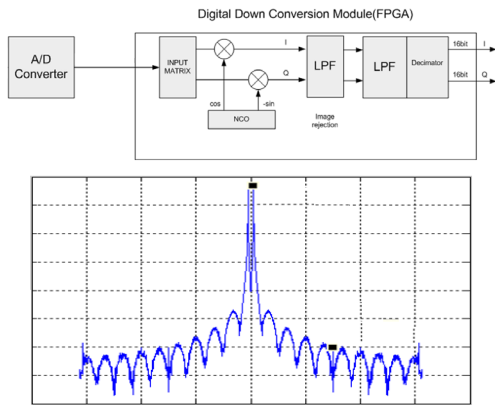 Digital Down Conversion Module(FPGA)
A/D
Converter
INPUT
MATRIX
I
Q
cos
-sin
NCO
LPF
Image
rejection
LPF
Decimator
16bit
I
16bit
Q